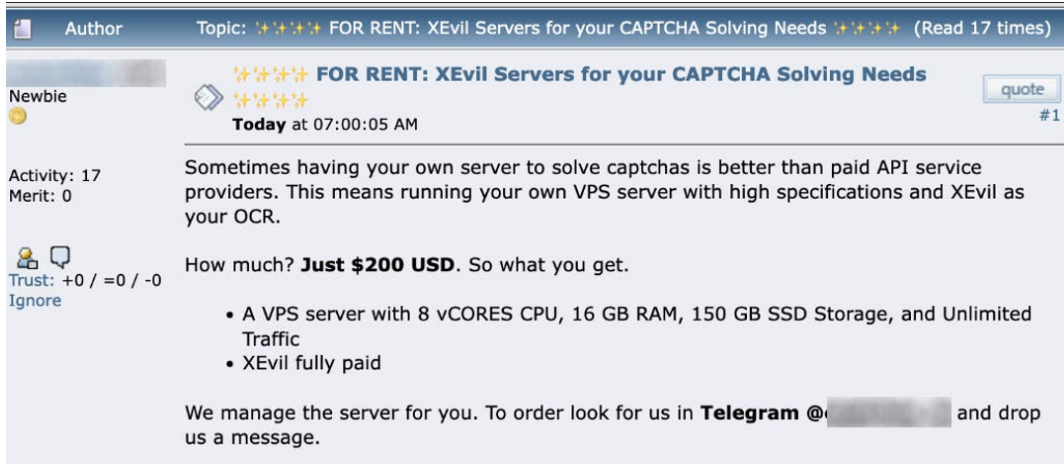 Author
Topic: ✨✨✨✨ FOR RENT: XEvil Servers for your CAPTCHA Solving Needs ✨✨✨✨ (Read 17 times)
Newbie
Activity: 17
Merit: 0
Trust: +0 / =0 / -0
Ignore
✨✨✨✨ FOR RENT: XEvil Servers for your CAPTCHA Solving Needs
✨✨✨✨
Today at 07:00:05 AM
quote
#1
Sometimes having your own server to solve captchas is better than paid API service
providers. This means running your own VPS server with high specifications and XEvil as
your OCR.
How much? Just $200 USD. So what you get.
• A VPS server with 8 vCORES CPU, 16 GB RAM, 150 GB SSD Storage, and Unlimited
Traffic
• XEvil fully paid
We manage the server for you. To order look for us in Telegram @ and drop
us a message.